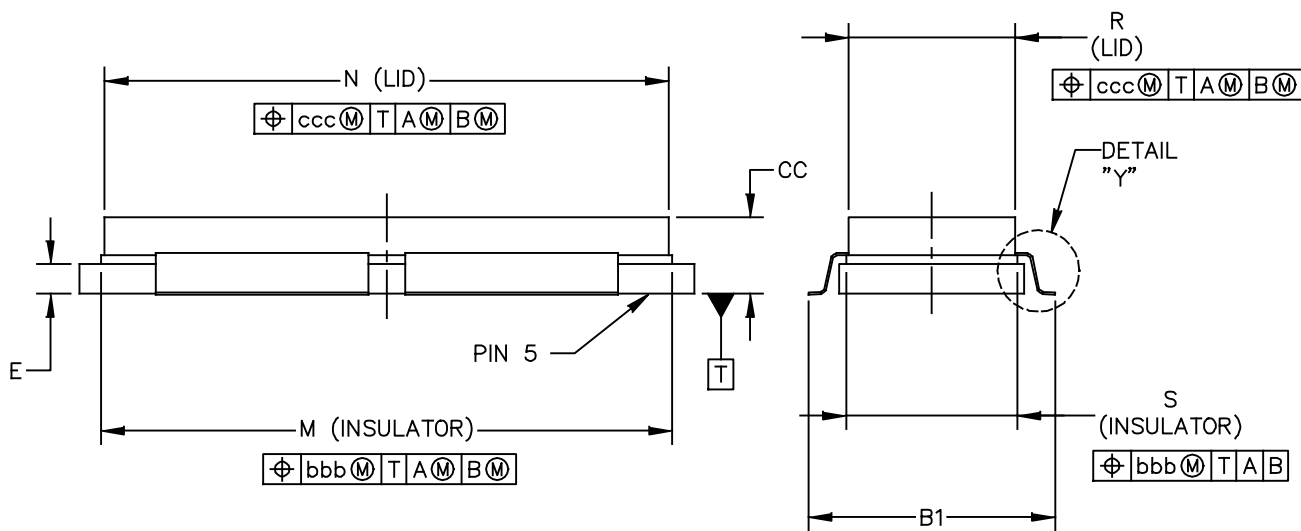 R
(LID)
⌖ ccc Ⓜ T A Ⓜ B Ⓜ
N (LID)
⌖ ccc Ⓜ T A Ⓜ B Ⓜ
DETAIL
"Y"
CC
PIN 5
E
T
M (INSULATOR)
⌖ bbb Ⓜ T A Ⓜ B Ⓜ
S
(INSULATOR)
⌖ bbb Ⓜ T A B
B1